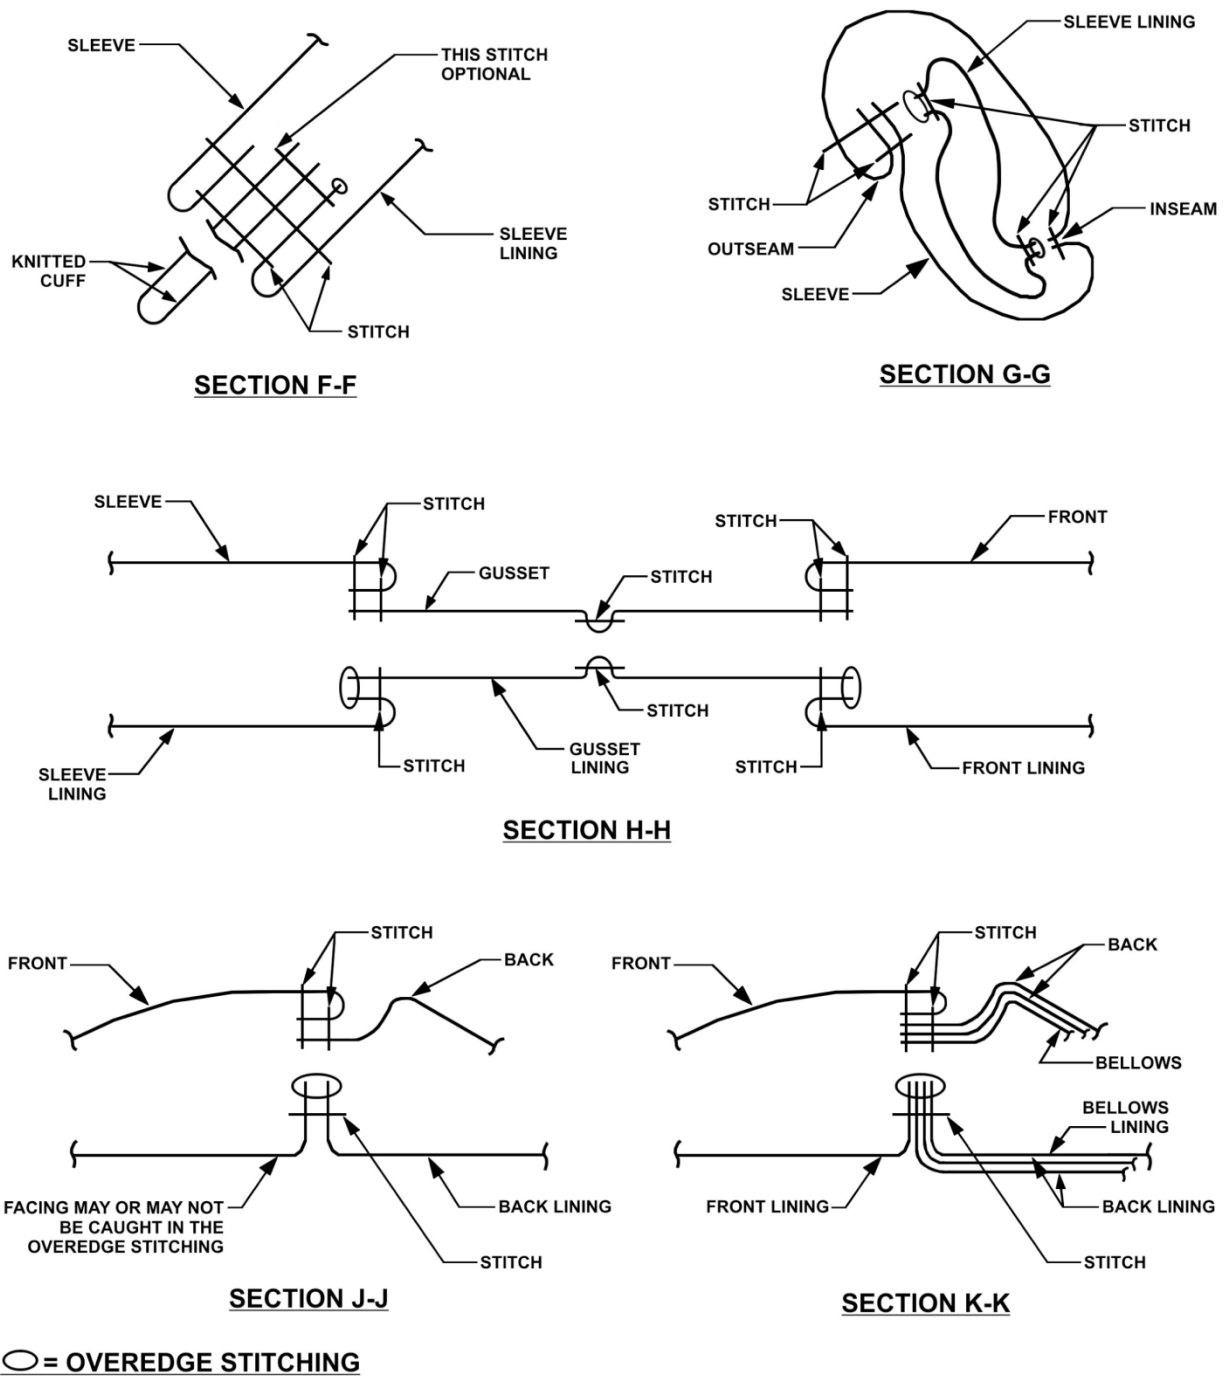 SLEEVE
THIS STITCH
OPTIONAL
SLEEVE
LINING
KNITTED
CUFF
STITCH
SECTION F-F
SLEEVE LINING
STITCH
STITCH
INSEAM
OUTSEAM
SLEEVE
SECTION G-G
SLEEVE
STITCH
STITCH
FRONT
GUSSET
STITCH
STITCH
SLEEVE
LINING
STITCH
GUSSET
LINING
STITCH
FRONT LINING
SECTION H-H
FRONT
STITCH
BACK
FACING MAY OR MAY NOT
BE CAUGHT IN THE
OVEREDGE STITCHING
BACK LINING
STITCH
SECTION J-J
FRONT
STITCH
BACK
BELLOWS
BELLOWS
LINING
FRONT LINING
BACK LINING
STITCH
SECTION K-K
= OVEREDGE STITCHING